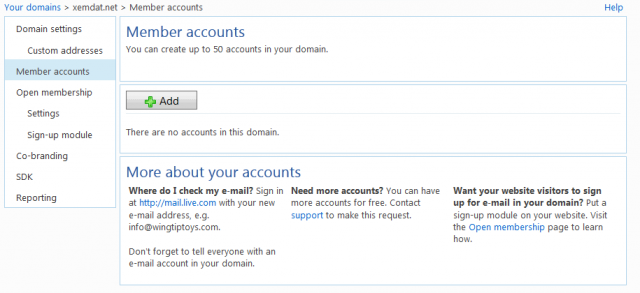 Your domains > xemdat.net > Member accounts
Help
Domain settings
Custom addresses
Member accounts
Open membership
Settings
Sign-up module
Co-branding
SDK
Reporting
Member accounts
You can create up to 50 accounts in your domain.
Add
There are no accounts in this domain.
More about your accounts
Where do I check my e-mail? Sign in
at http://mail.live.com with your new
e-mail address, e.g.
info@wingtiptoys.com.
Don't forget to tell everyone with an
e-mail account in your domain.
Need more accounts? You can have
more accounts for free. Contact
support to make this request.
Want your website visitors to sign
up for e-mail in your domain? Put a
sign-up module on your website. Visit
the Open membership page to learn
how.